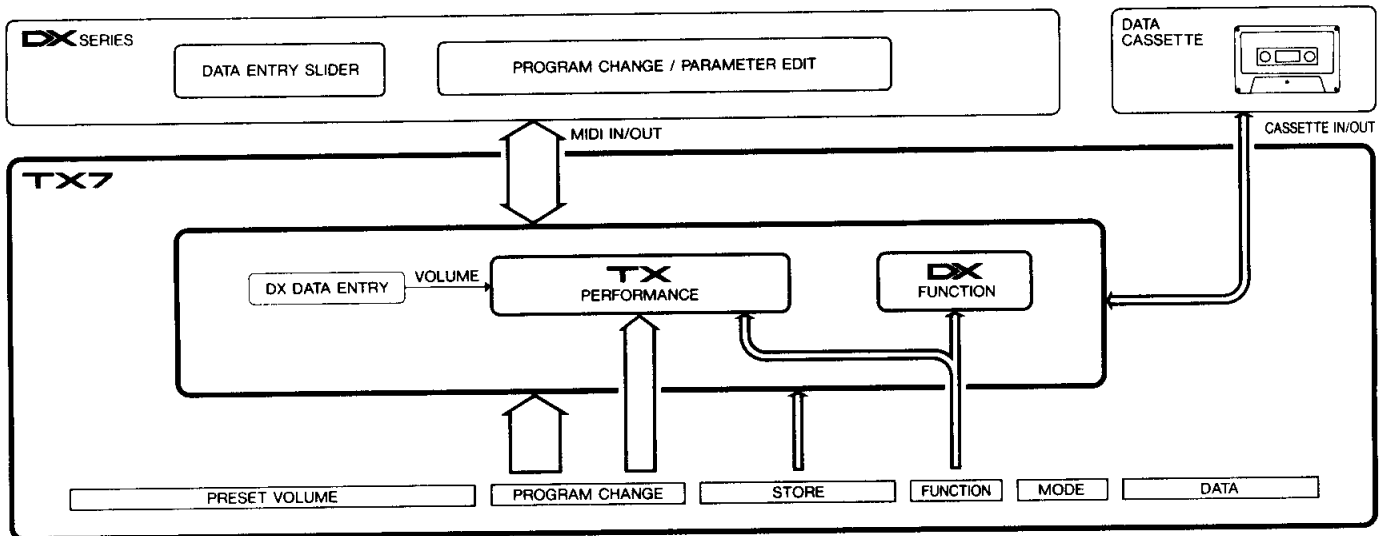 DX SERIES
DATA ENTRY SLIDER
PROGRAM CHANGE / PARAMETER EDIT
DATA
CASSETTE
MIDI IN/OUT
CASSETTE IN/OUT
TX7
DX DATA ENTRY
VOLUME
TX
PERFORMANCE
DX
FUNCTION
PRESET VOLUME
PROGRAM CHANGE
STORE
FUNCTION
MODE
DATA